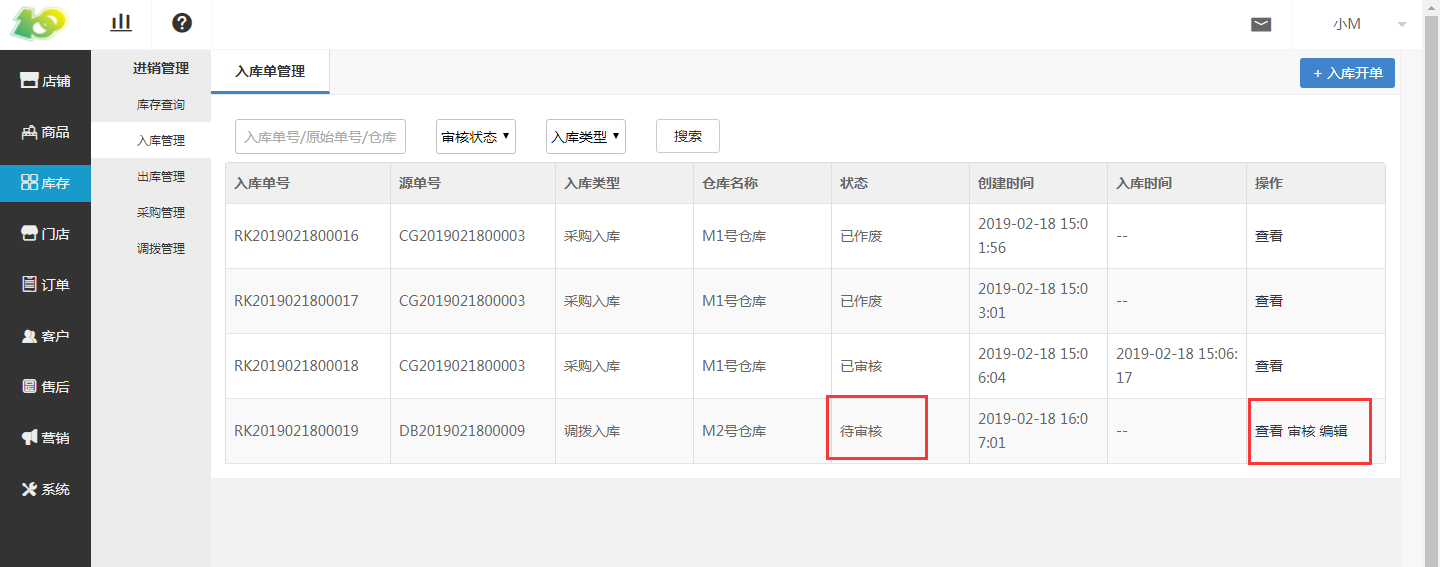 小M
店铺
商品
库存
门店
订单
客户
售后
营销
系统
进销管理
库存查询
入库管理
出库管理
采购管理
调拨管理
入库单管理
+ 入库开单
入库单号/原始单号/仓库
审核状态
入库类型
搜索
入库单号 源单号 入库类型 仓库名称 状态 创建时间 入库时间 操作
RK2019021800016 CG2019021800003 采购入库 M1号仓库 已作废 2019-02-18 15:0
1:56 -- 查看
RK2019021800017 CG2019021800003 采购入库 M1号仓库 已作废 2019-02-18 15:0
3:01 -- 查看
RK2019021800018 CG2019021800003 采购入库 M1号仓库 已审核 2019-02-18 15:0
6:04 2019-02-18 15:06:
17 查看
RK2019021800019 DB2019021800009 调拨入库 M2号仓库 待审核 2019-02-18 16:0
7:01 -- 查看 审核 编辑